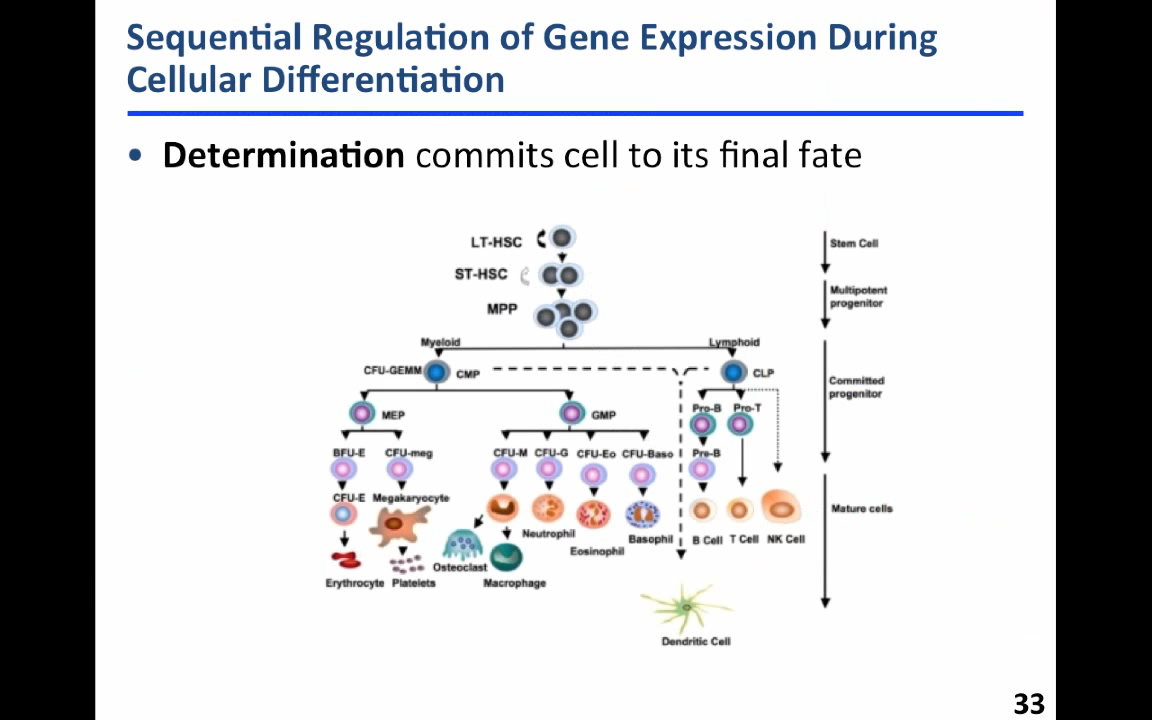 Sequential Regulation of Gene Expression During
Cellular Differentiation
• Determination commits cell to its final fate
LT-HSC
Stem Cell
ST-HSC
Multipotent
progenitor
MPP
Myeloid
Lymphoid
CFU-GEMM
CMP
CLP
Committed
progenitor
MEP
GMP
Pro-B Pro-T
BFU-E CFU-meg
CFU-M CFU-G CFU-Eo CFU-Baso
Pre-B
CFU-E Megakaryocyte
Mature cells
Neutrophil
Basophil
B Cell T Cell NK Cell
Eosinophil
Osteoclast
Erythrocyte Platelets
Macrophage
Dendritic Cell
33